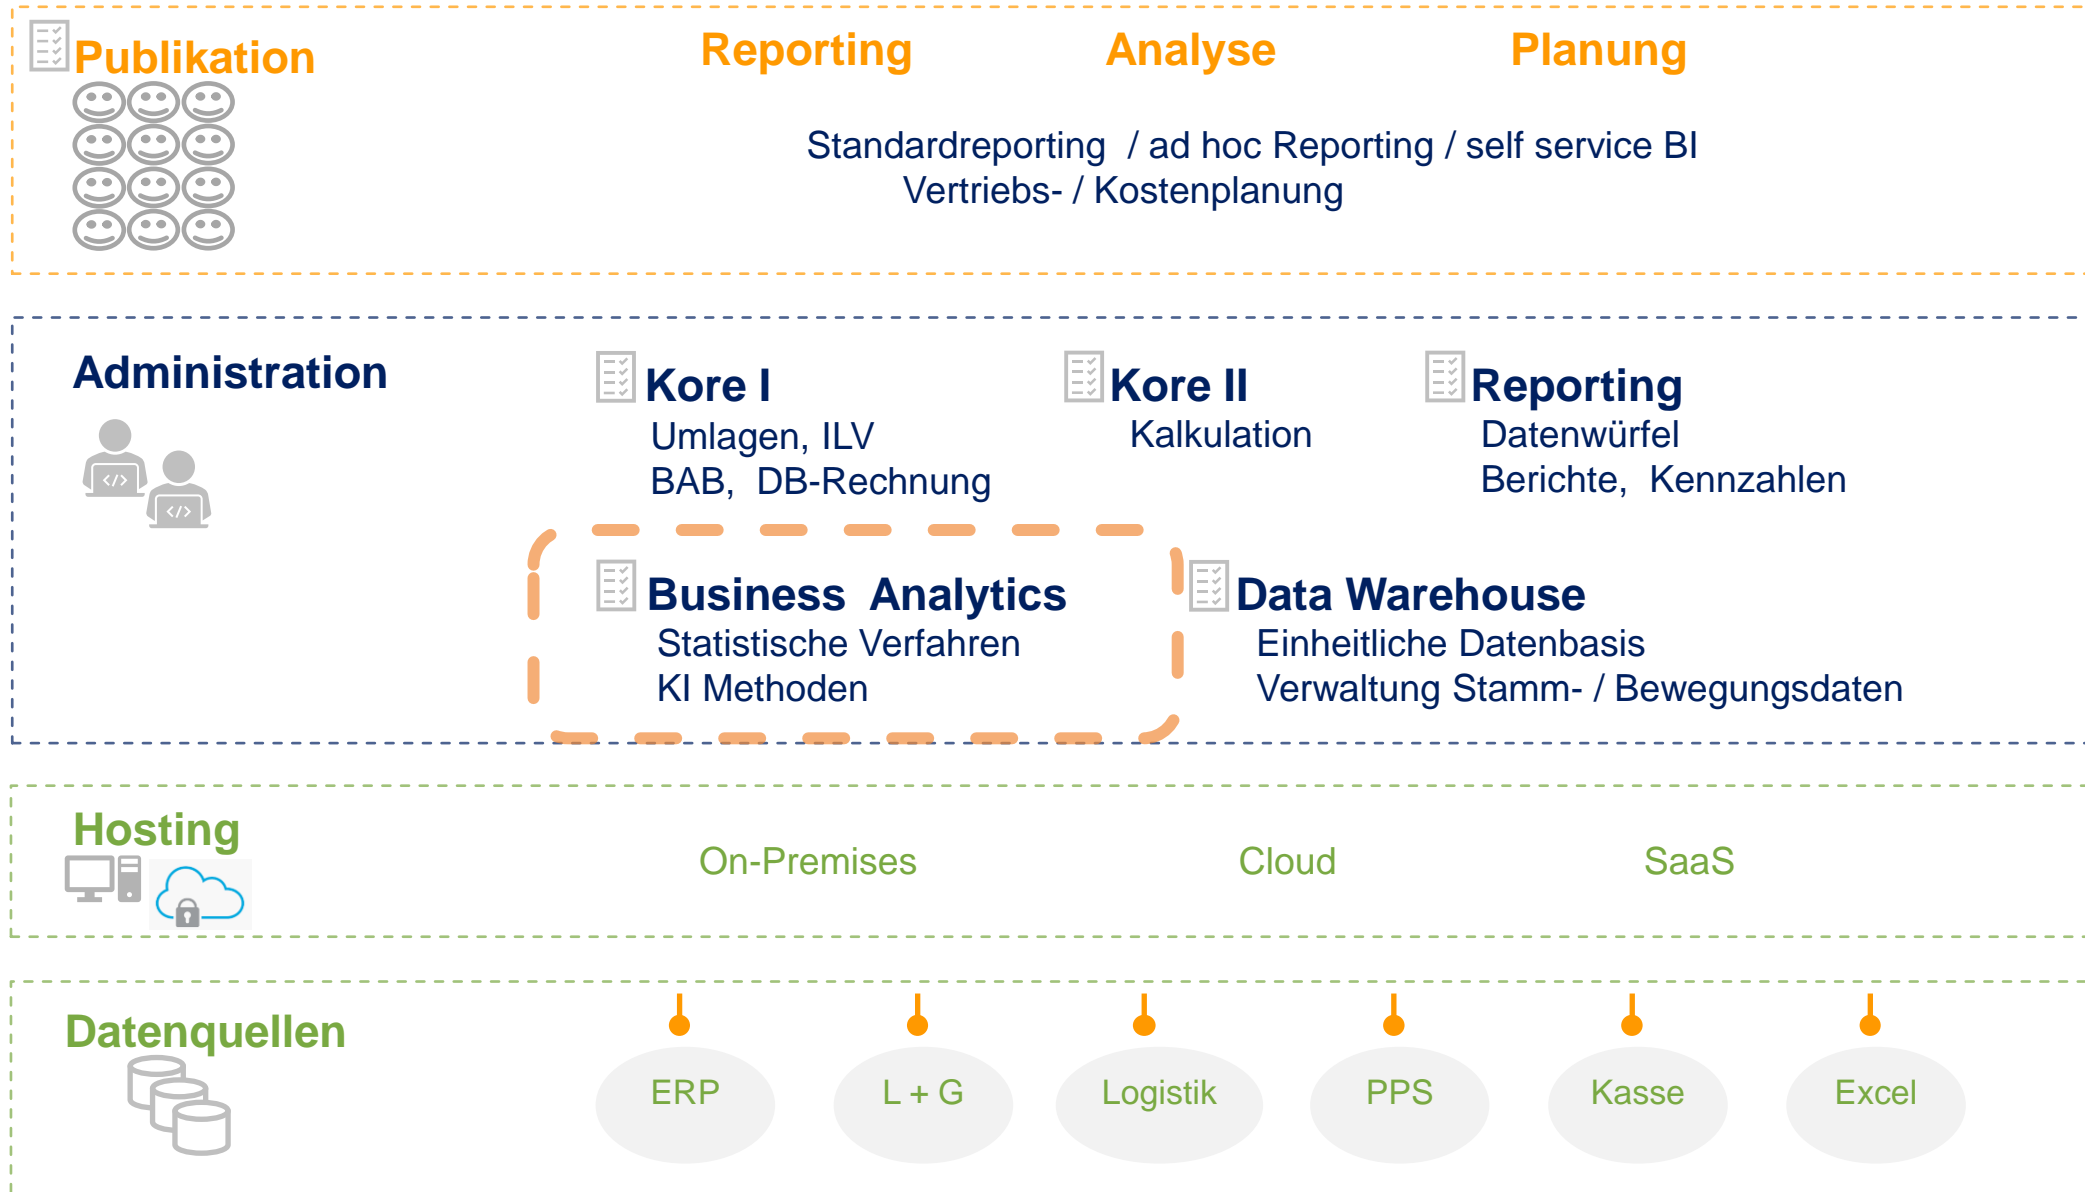 Publikation
Reporting Analyse Planung
Standardreporting / ad hoc Reporting / self service BI
Vertriebs- / Kostenplanung
Administration
Kore I
Umlagen, ILV
BAB, DB-Rechnung
Kore II
Kalkulation
Reporting
Datenwürfel
Berichte, Kennzahlen
</>
</>
Business Analytics
Statistische Verfahren
KI Methoden
Data Warehouse
Einheitliche Datenbasis
Verwaltung Stamm- / Bewegungsdaten
Hosting
On-Premises Cloud SaaS
Datenquellen
ERP L + G Logistik PPS Kasse Excel